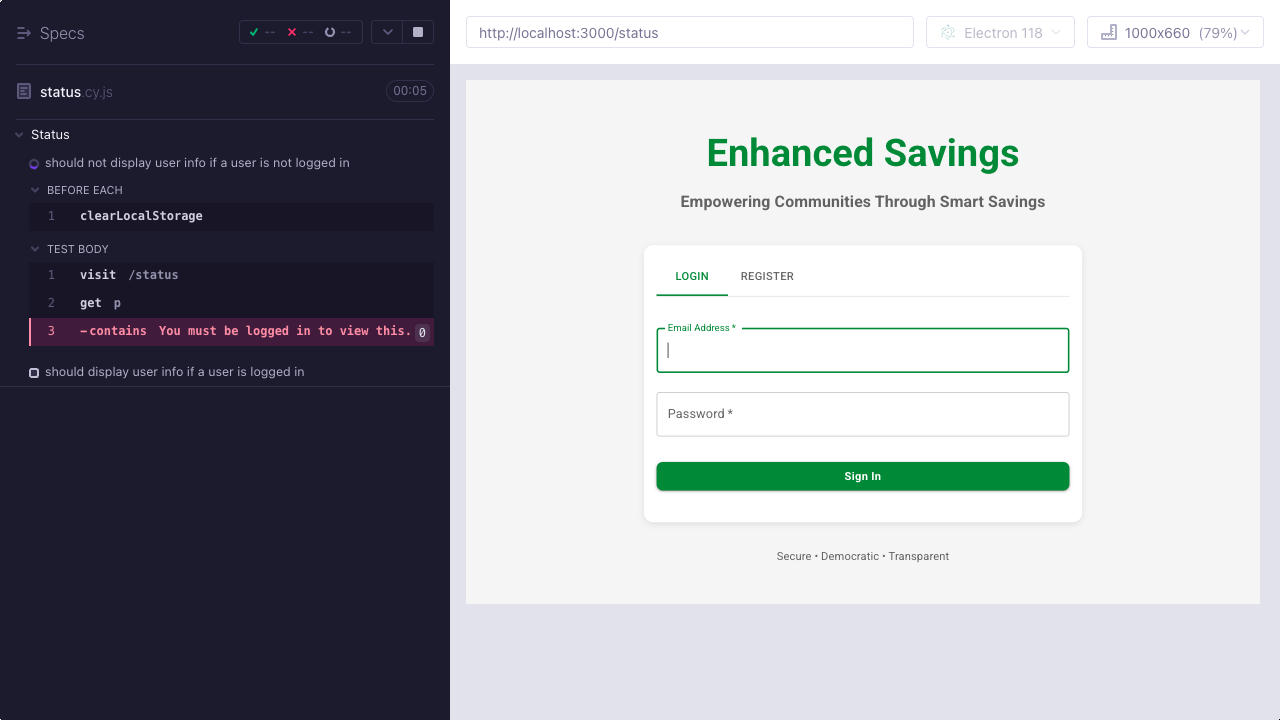 Specs
-- -- --
status.cy.js
00:05
Status
should not display user info if a user is not logged in
BEFORE EACH
1 clearLocalStorage
TEST BODY
1 visit /status
2 get p
3 -contains You must be logged in to view this. 0
should display user info if a user is logged in
http://localhost:3000/status
Electron 118
1000x660 (79%)
Enhanced Savings
Empowering Communities Through Smart Savings
LOGIN REGISTER
Email Address *
Password *
Sign In
Secure • Democratic • Transparent